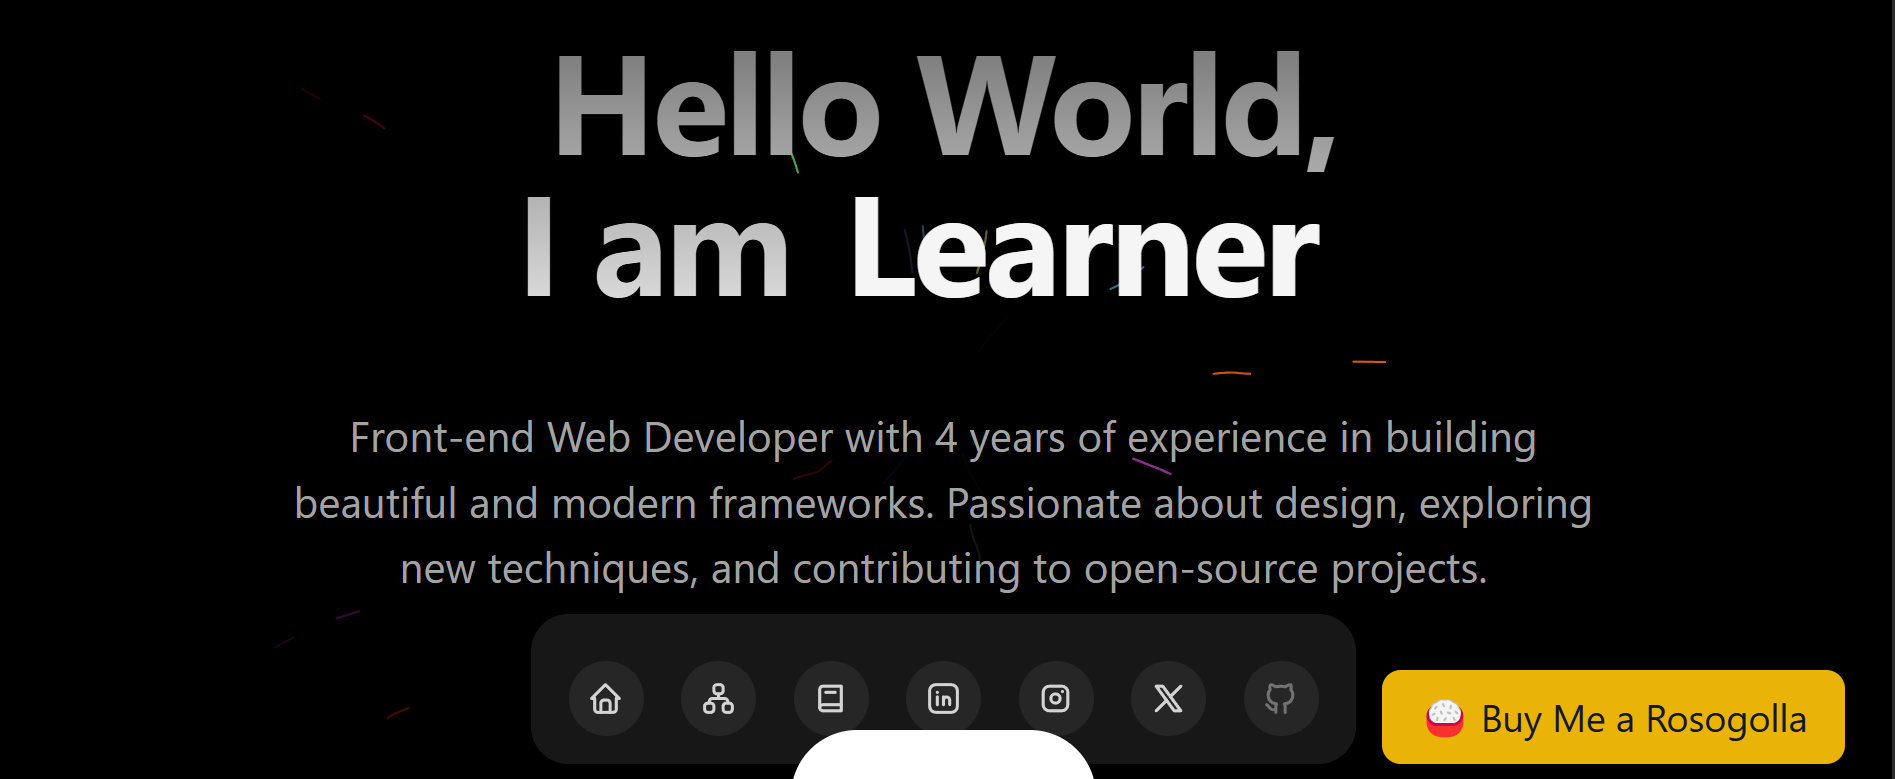 Hello World,
I am Learner
Front-end Web Developer with 4 years of experience in building
beautiful and modern frameworks. Passionate about design, exploring
new techniques, and contributing to open-source projects.
Buy Me a Rosogolla